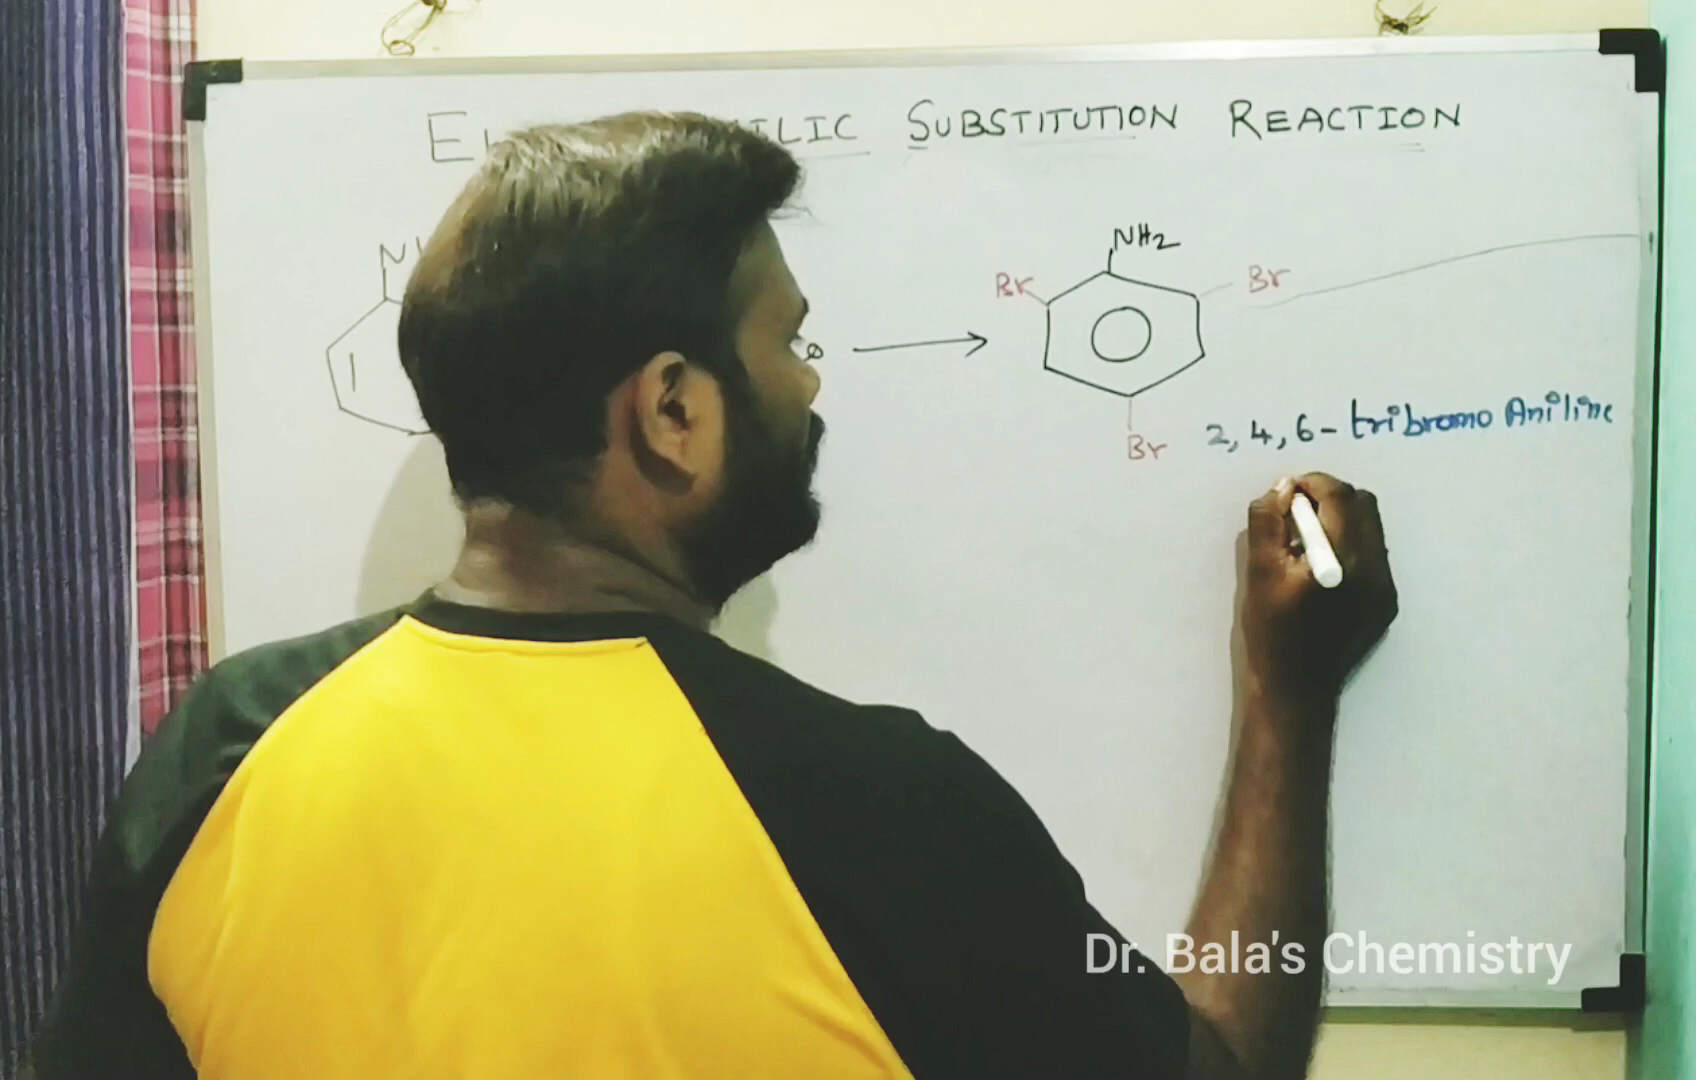 SUBSTITUTION REACTION
NH2
Br
Br
Br
2, 4, 6 - tribromo Aniline
Dr. Bala's Chemistry